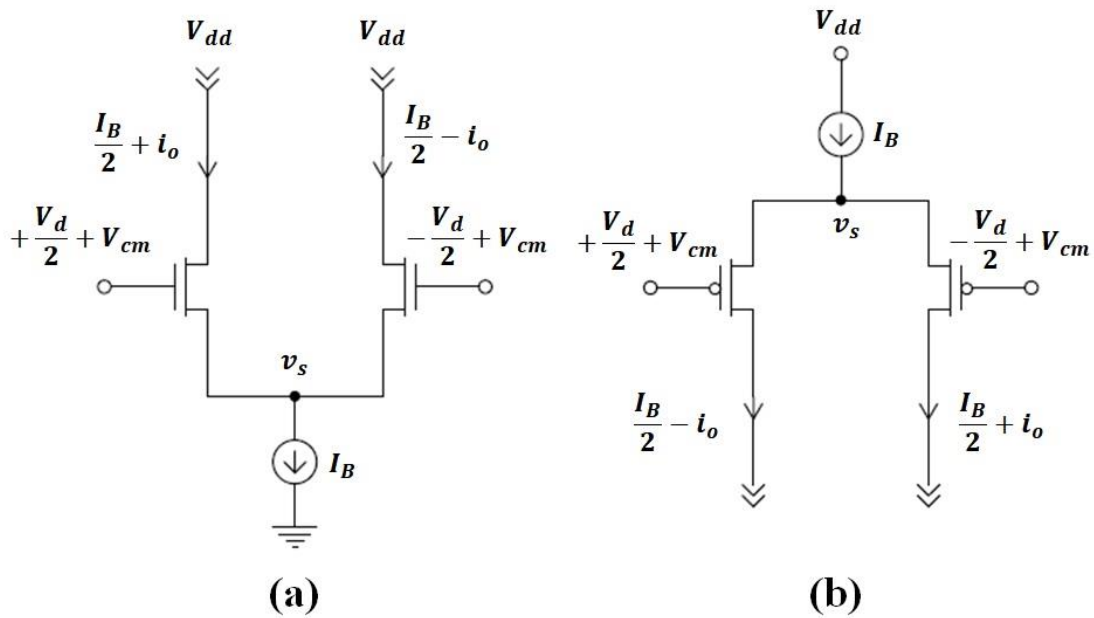 V_dd V_dd
I_B/2 + i_o
I_B/2 − i_o
+ V_d/2 + V_cm
− V_d/2 + V_cm
v_s
I_B
(a)
V_dd
I_B
v_s
+ V_d/2 + V_cm
− V_d/2 + V_cm
I_B/2 − i_o
I_B/2 + i_o
(b)